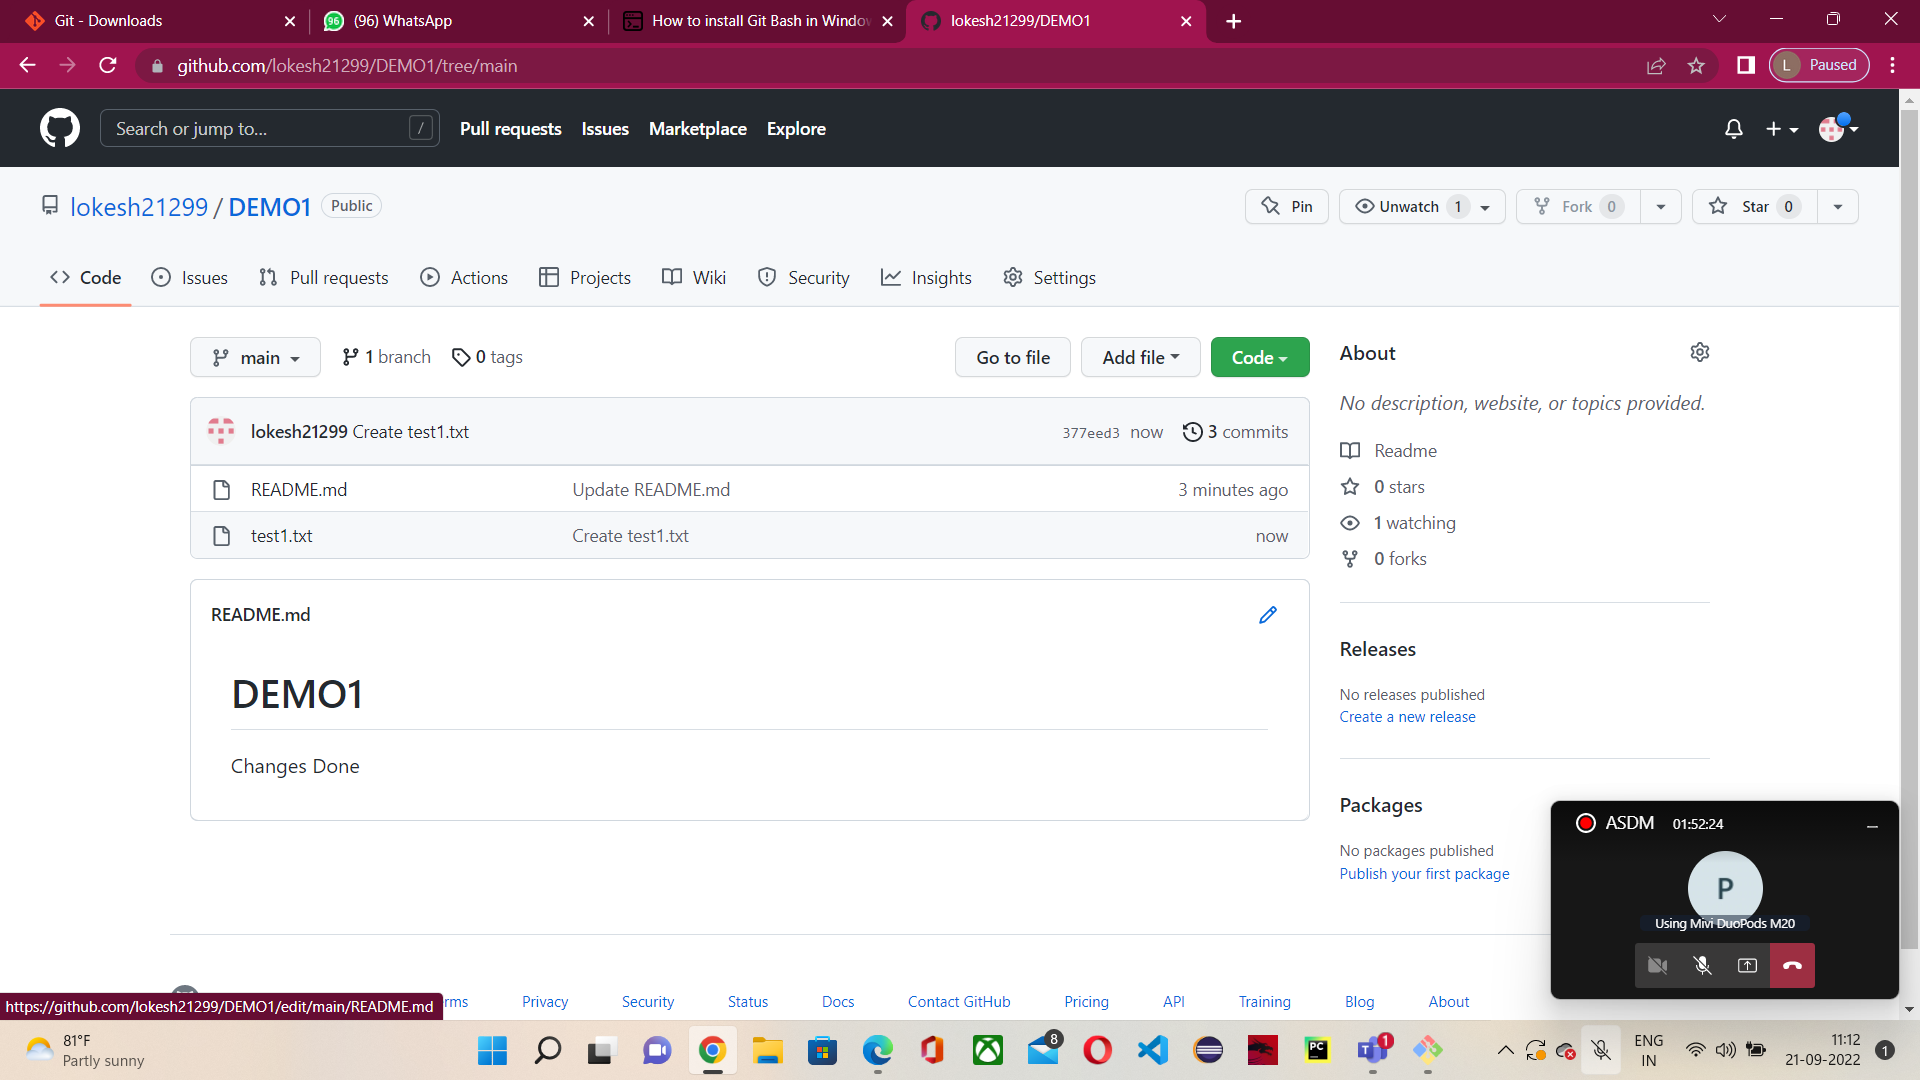 Git - Downloads
96
(96) WhatsApp
How to install Git Bash in Window
lokesh21299/DEMO1
github.com/lokesh21299/DEMO1/tree/main
L Paused
Search or jump to... /
Pull requests Issues Marketplace Explore
lokesh21299 / DEMO1 Public
Pin
Unwatch 1
Fork 0
Star 0
Code Issues Pull requests Actions Projects Wiki Security Insights Settings
main 1 branch 0 tags
Go to file Add file Code
lokesh21299 Create test1.txt 377eed3 now 3 commits
README.md Update README.md 3 minutes ago
test1.txt Create test1.txt now
README.md
DEMO1
Changes Done
About
No description, website, or topics provided.
Readme
0 stars
1 watching
0 forks
Releases
No releases published
Create a new release
Packages
No packages published
Publish your first package
ASDM 01:52:24
P
Using Mivi DuoPods M20
rms Privacy Security Status Docs Contact GitHub Pricing API Training Blog About
https://github.com/lokesh21299/DEMO1/edit/main/README.md
81°F
Partly sunny
8
PC
1
ENG
IN
11:12
21-09-2022
1